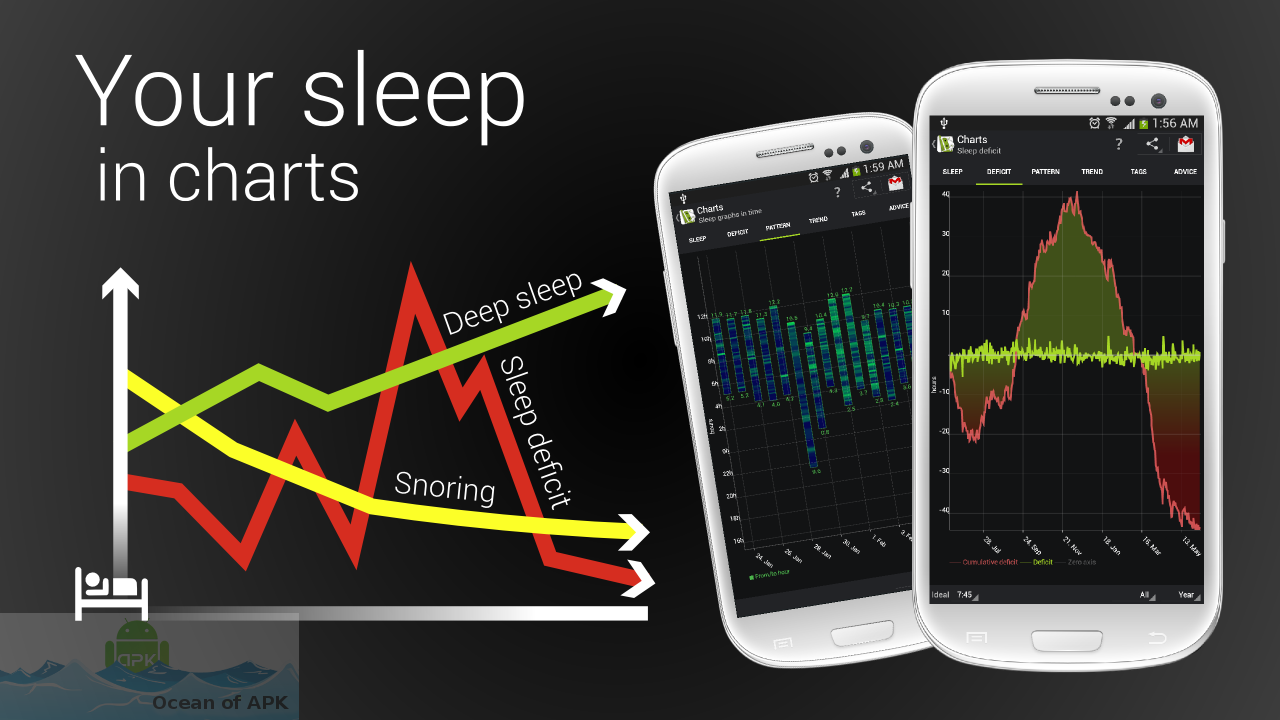 Your sleep
in charts
Deep sleep
Sleep deficit
Snoring
APK
Ocean of APK
1:59 AM
Charts
Sleep graphs in time
?
SLEEP
DEFICIT
PATTERN
TREND
TAGS
ADVICE
12h
10h
8h
6h
4h
2h
0h
22h
20h
18h
16h
hours
24. Jan
26. Jan
28. Jan
30. Jan
1. Feb
From/to hour
1:56 AM
Charts
Sleep deficit
?
SLEEP
DEFICIT
PATTERN
TREND
TAGS
ADVICE
40
30
20
10
-10
-20
-30
-40
hours
28. Jul
24. Sep
21. Nov
18. Jan
16. Mar
13. May
Cumulative deficit
Deficit
Zero axis
Ideal
7:45
All
Year